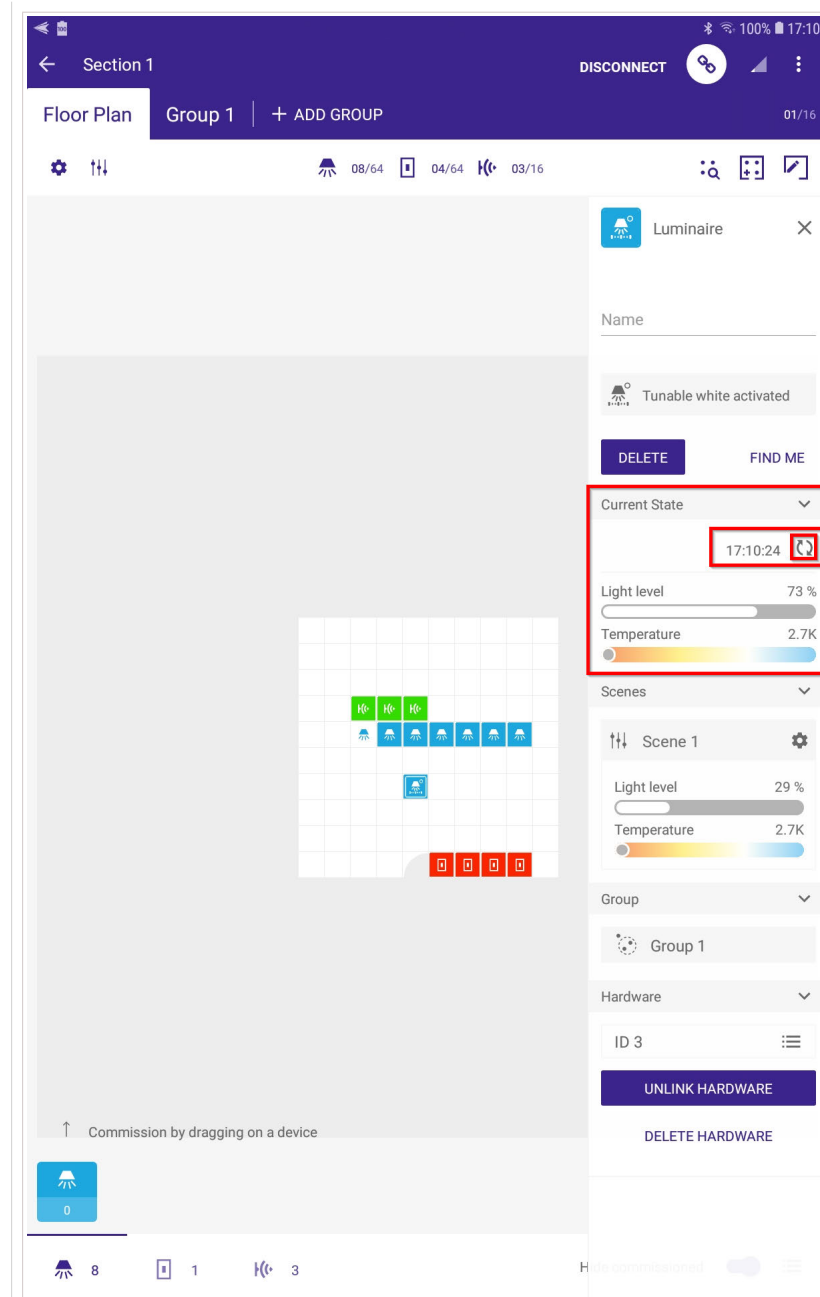 100% 17:10
Section 1
DISCONNECT
Floor Plan Group 1 + ADD GROUP 01/16
08/64 04/64 03/16
Luminaire
Name
Tunable white activated
DELETE FIND ME
Current State
17:10:24
Light level 73 %
Temperature 2.7K
Scenes
Scene 1
Light level 29 %
Temperature 2.7K
Group
Group 1
Hardware
ID 3
UNLINK HARDWARE
Commission by dragging on a device
DELETE HARDWARE
0
8 1 3